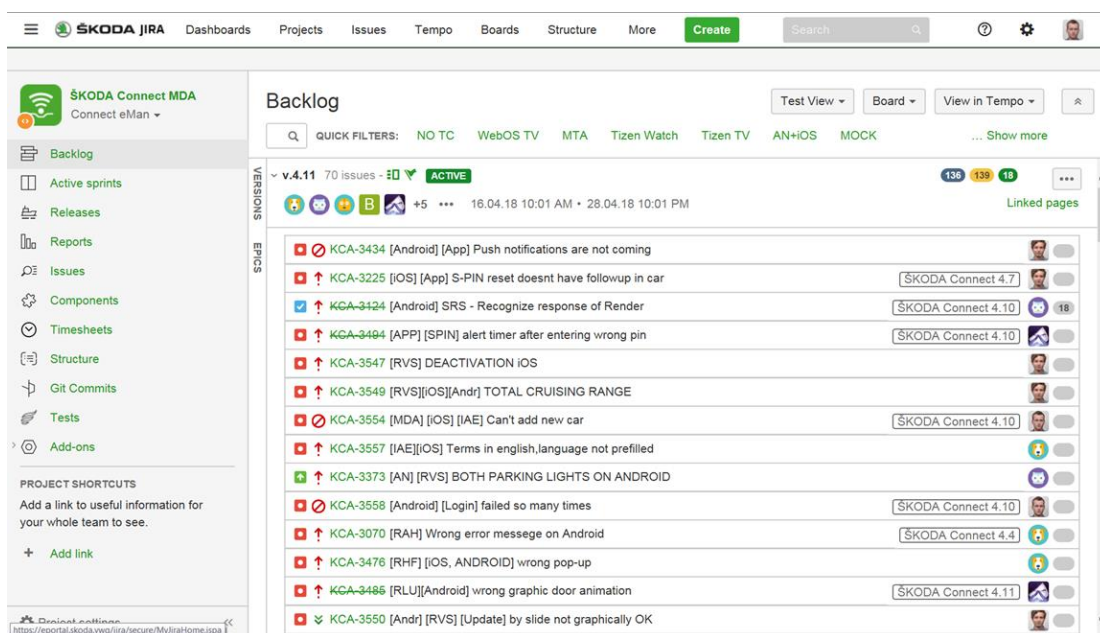 ŠKODA JIRA Dashboards Projects Issues Tempo Boards Structure More Create Search
ŠKODA Connect MDA
Connect eMan
Backlog
Active sprints
Releases
Reports
Issues
Components
Timesheets
Structure
Git Commits
Tests
Add-ons
PROJECT SHORTCUTS
Add a link to useful information for
your whole team to see.
+ Add link
Project settings
https://eportal.skoda.vwg/jira/secure/MyJiraHome.jspa
Backlog
Test View Board View in Tempo
QUICK FILTERS: NO TC WebOS TV MTA Tizen Watch Tizen TV AN+iOS MOCK ... Show more
VERSIONS
EPICS
v.4.11 70 issues - ACTIVE 136 139 18 •••
B +5 ••• 16.04.18 10:01 AM • 28.04.18 10:01 PM Linked pages
KCA-3434 [Android] [App] Push notifications are not coming
KCA-3225 [iOS] [App] S-PIN reset doesnt have followup in car ŠKODA Connect 4.7
KCA-3124 [Android] SRS - Recognize response of Render ŠKODA Connect 4.10 18
KCA-3494 [APP] [SPIN] alert timer after entering wrong pin ŠKODA Connect 4.10
KCA-3547 [RVS] DEACTIVATION iOS
KCA-3549 [RVS][iOS][Andr] TOTAL CRUISING RANGE
KCA-3554 [MDA] [iOS] [IAE] Can't add new car ŠKODA Connect 4.10
KCA-3557 [IAE][iOS] Terms in english,language not prefilled
KCA-3373 [AN] [RVS] BOTH PARKING LIGHTS ON ANDROID
KCA-3558 [Android] [Login] failed so many times ŠKODA Connect 4.10
KCA-3070 [RAH] Wrong error messege on Android ŠKODA Connect 4.4
KCA-3476 [RHF] [iOS, ANDROID] wrong pop-up
KCA-3485 [RLU][Android] wrong graphic door animation ŠKODA Connect 4.11
KCA-3550 [Andr] [RVS] [Update] by slide not graphically OK